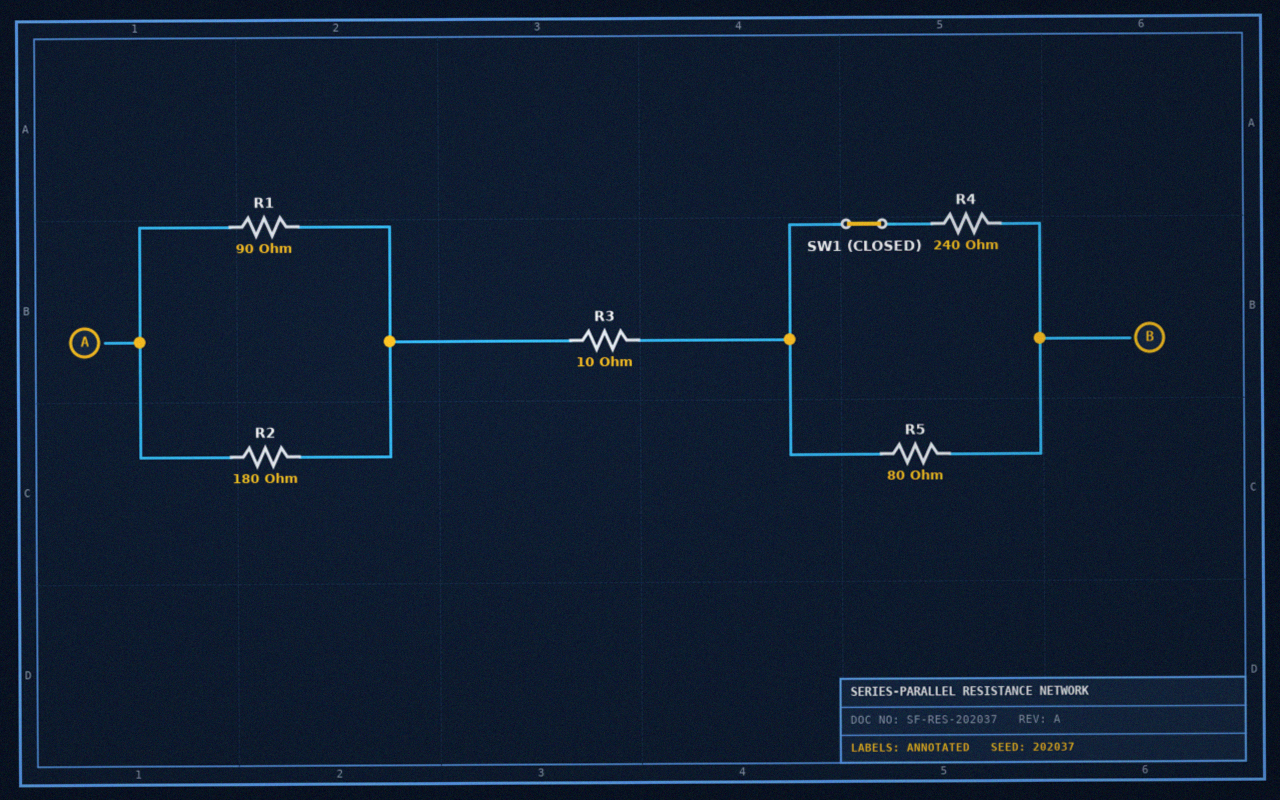 1 2 3 4 5 6
A A
R4
R1
SW1 (CLOSED) 240 Ohm
90 Ohm
B B
R3
A B
10 Ohm
R5
R2
80 Ohm
180 Ohm
C C
D D
SERIES-PARALLEL RESISTANCE NETWORK
DOC NO: SF-RES-202037 REV: A
LABELS: ANNOTATED SEED: 202037
1 2 3 4 5 6